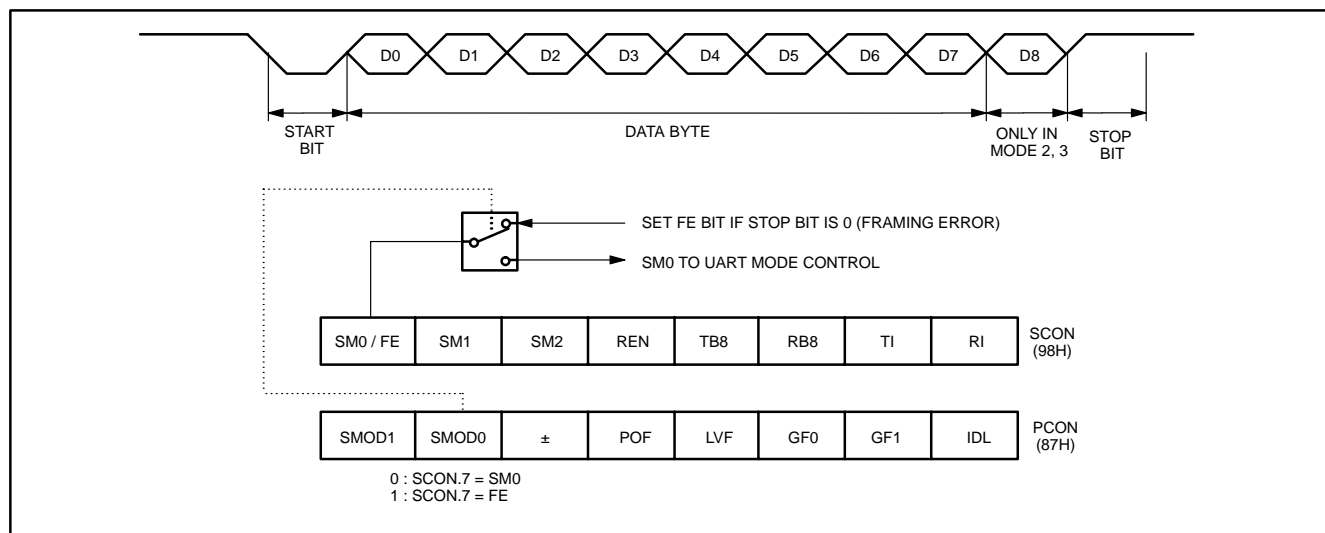 D0 D1 D2 D3 D4 D5 D6 D7 D8
START
BIT
DATA BYTE
ONLY IN
MODE 2, 3
STOP
BIT
SET FE BIT IF STOP BIT IS 0 (FRAMING ERROR)
SM0 TO UART MODE CONTROL
SM0 / FE SM1 SM2 REN TB8 RB8 TI RI
SCON
(98H)
SMOD1 SMOD0 ± POF LVF GF0 GF1 IDL
PCON
(87H)
0 : SCON.7 = SM0
1 : SCON.7 = FE